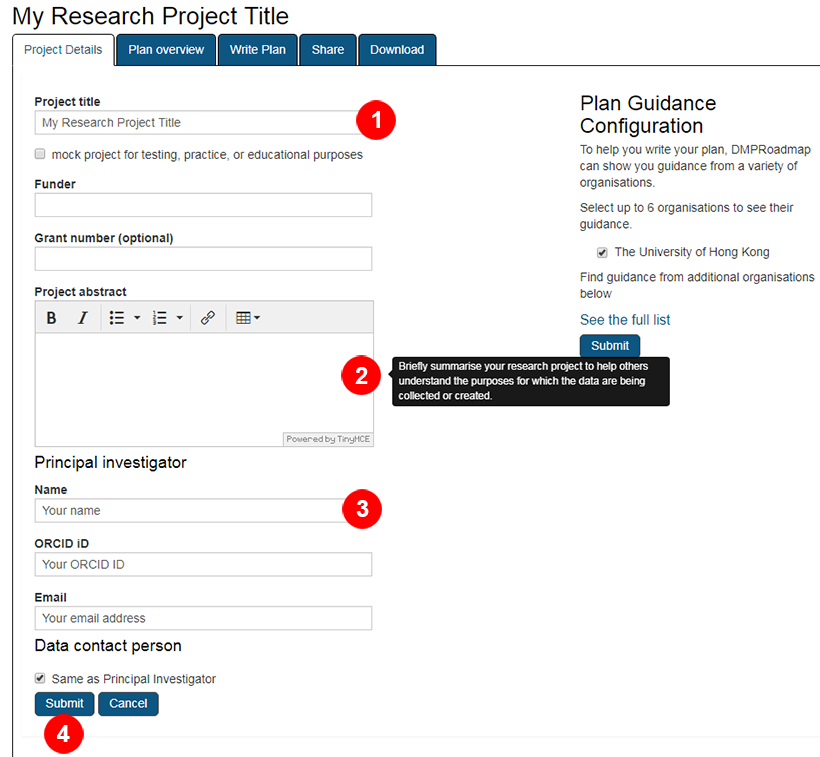 My Research Project Title
Project Details
Plan overview
Write Plan
Share
Download
Project title
My Research Project Title
1
mock project for testing, practice, or educational purposes
Funder
Grant number (optional)
Project abstract
B I
2
Briefly summarise your research project to help others
understand the purposes for which the data are being
collected or created.
Powered by TinyMCE
Principal investigator
Name
Your name
3
ORCID iD
Your ORCID ID
Email
Your email address
Data contact person
Same as Principal Investigator
Submit
Cancel
4
Plan Guidance
Configuration
To help you write your plan, DMPRoadmap
can show you guidance from a variety of
organisations.
Select up to 6 organisations to see their
guidance.
The University of Hong Kong
Find guidance from additional organisations
below
See the full list
Submit